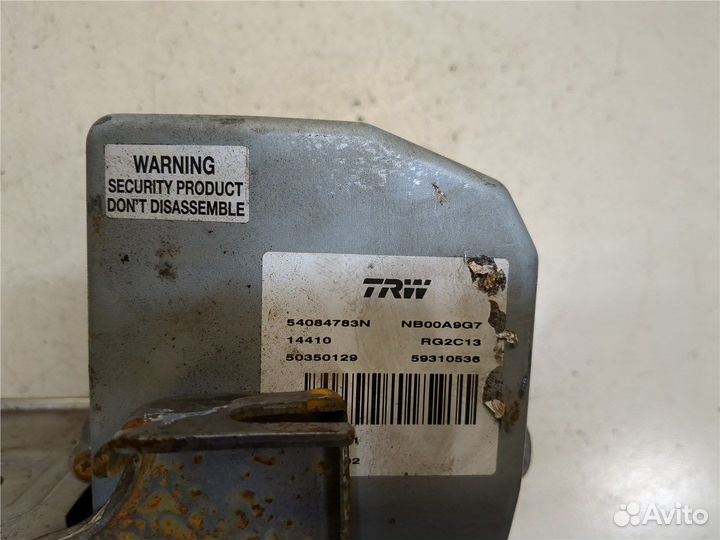 WARNING
SECURITY PRODUCT
DON'T DISASSEMBLE
TRW
54084783N NB00A9G7
14410 RG2C13
50350129 59310536
Avito